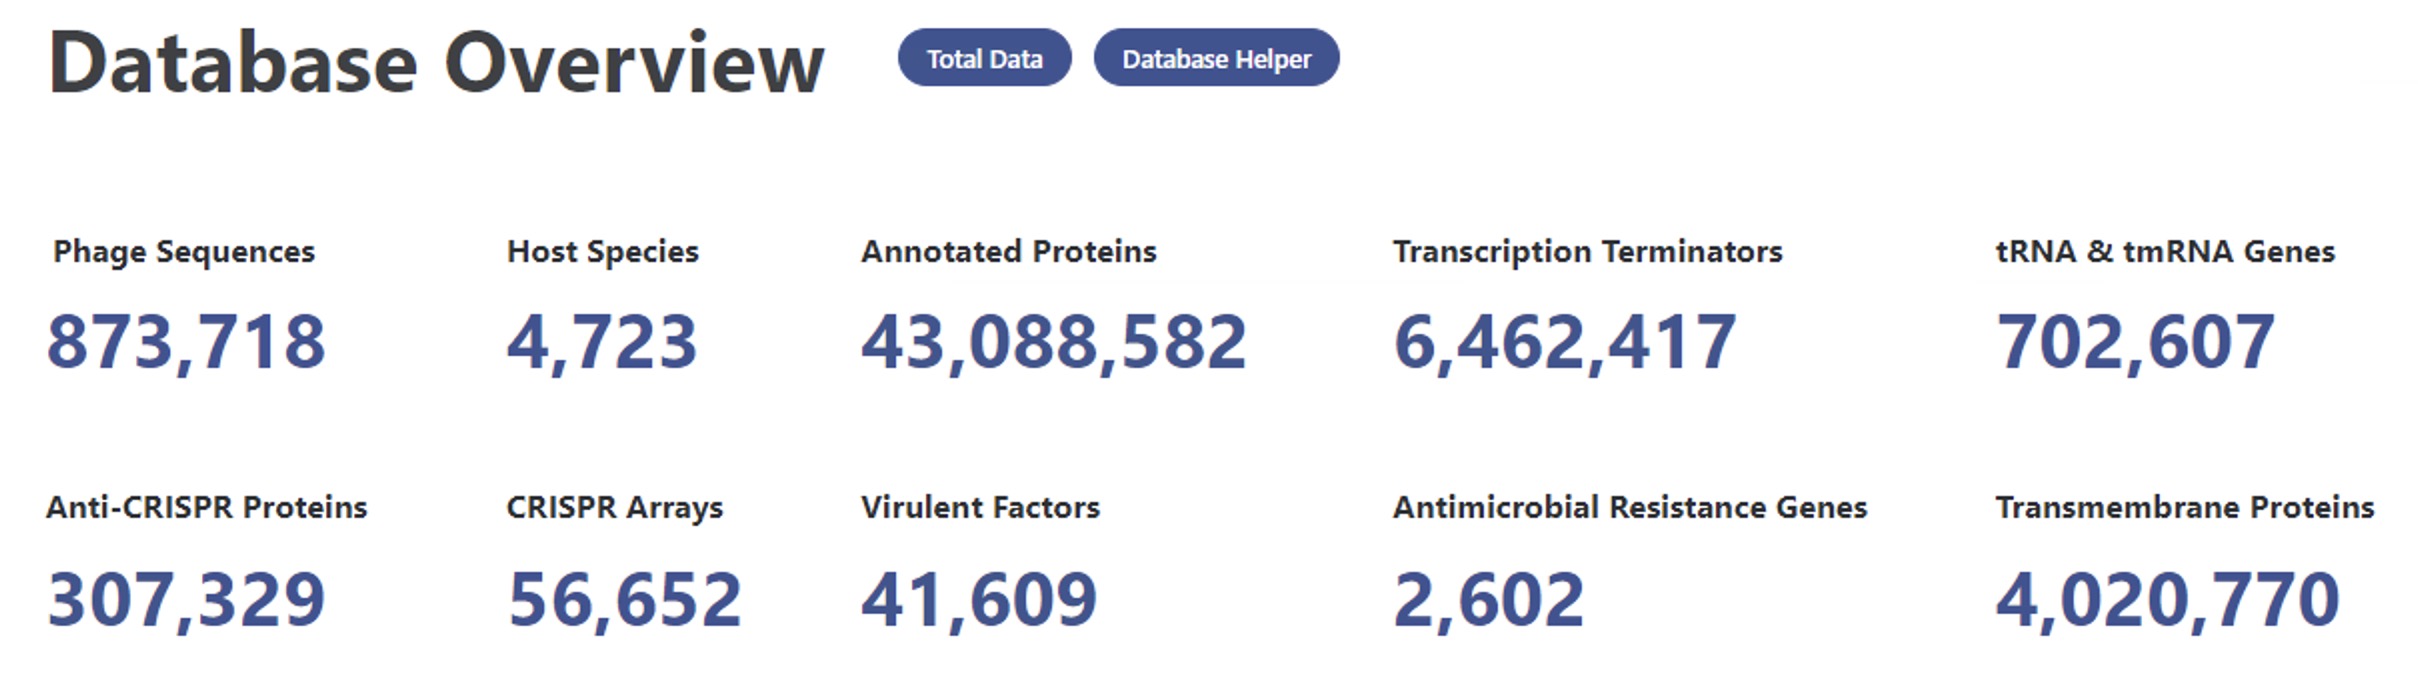 Database Overview Total Data Database Helper
Phage Sequences Host Species Annotated Proteins Transcription Terminators tRNA & tmRNA Genes
873,718 4,723 43,088,582 6,462,417 702,607
Anti-CRISPR Proteins CRISPR Arrays Virulent Factors Antimicrobial Resistance Genes Transmembrane Proteins
307,329 56,652 41,609 2,602 4,020,770